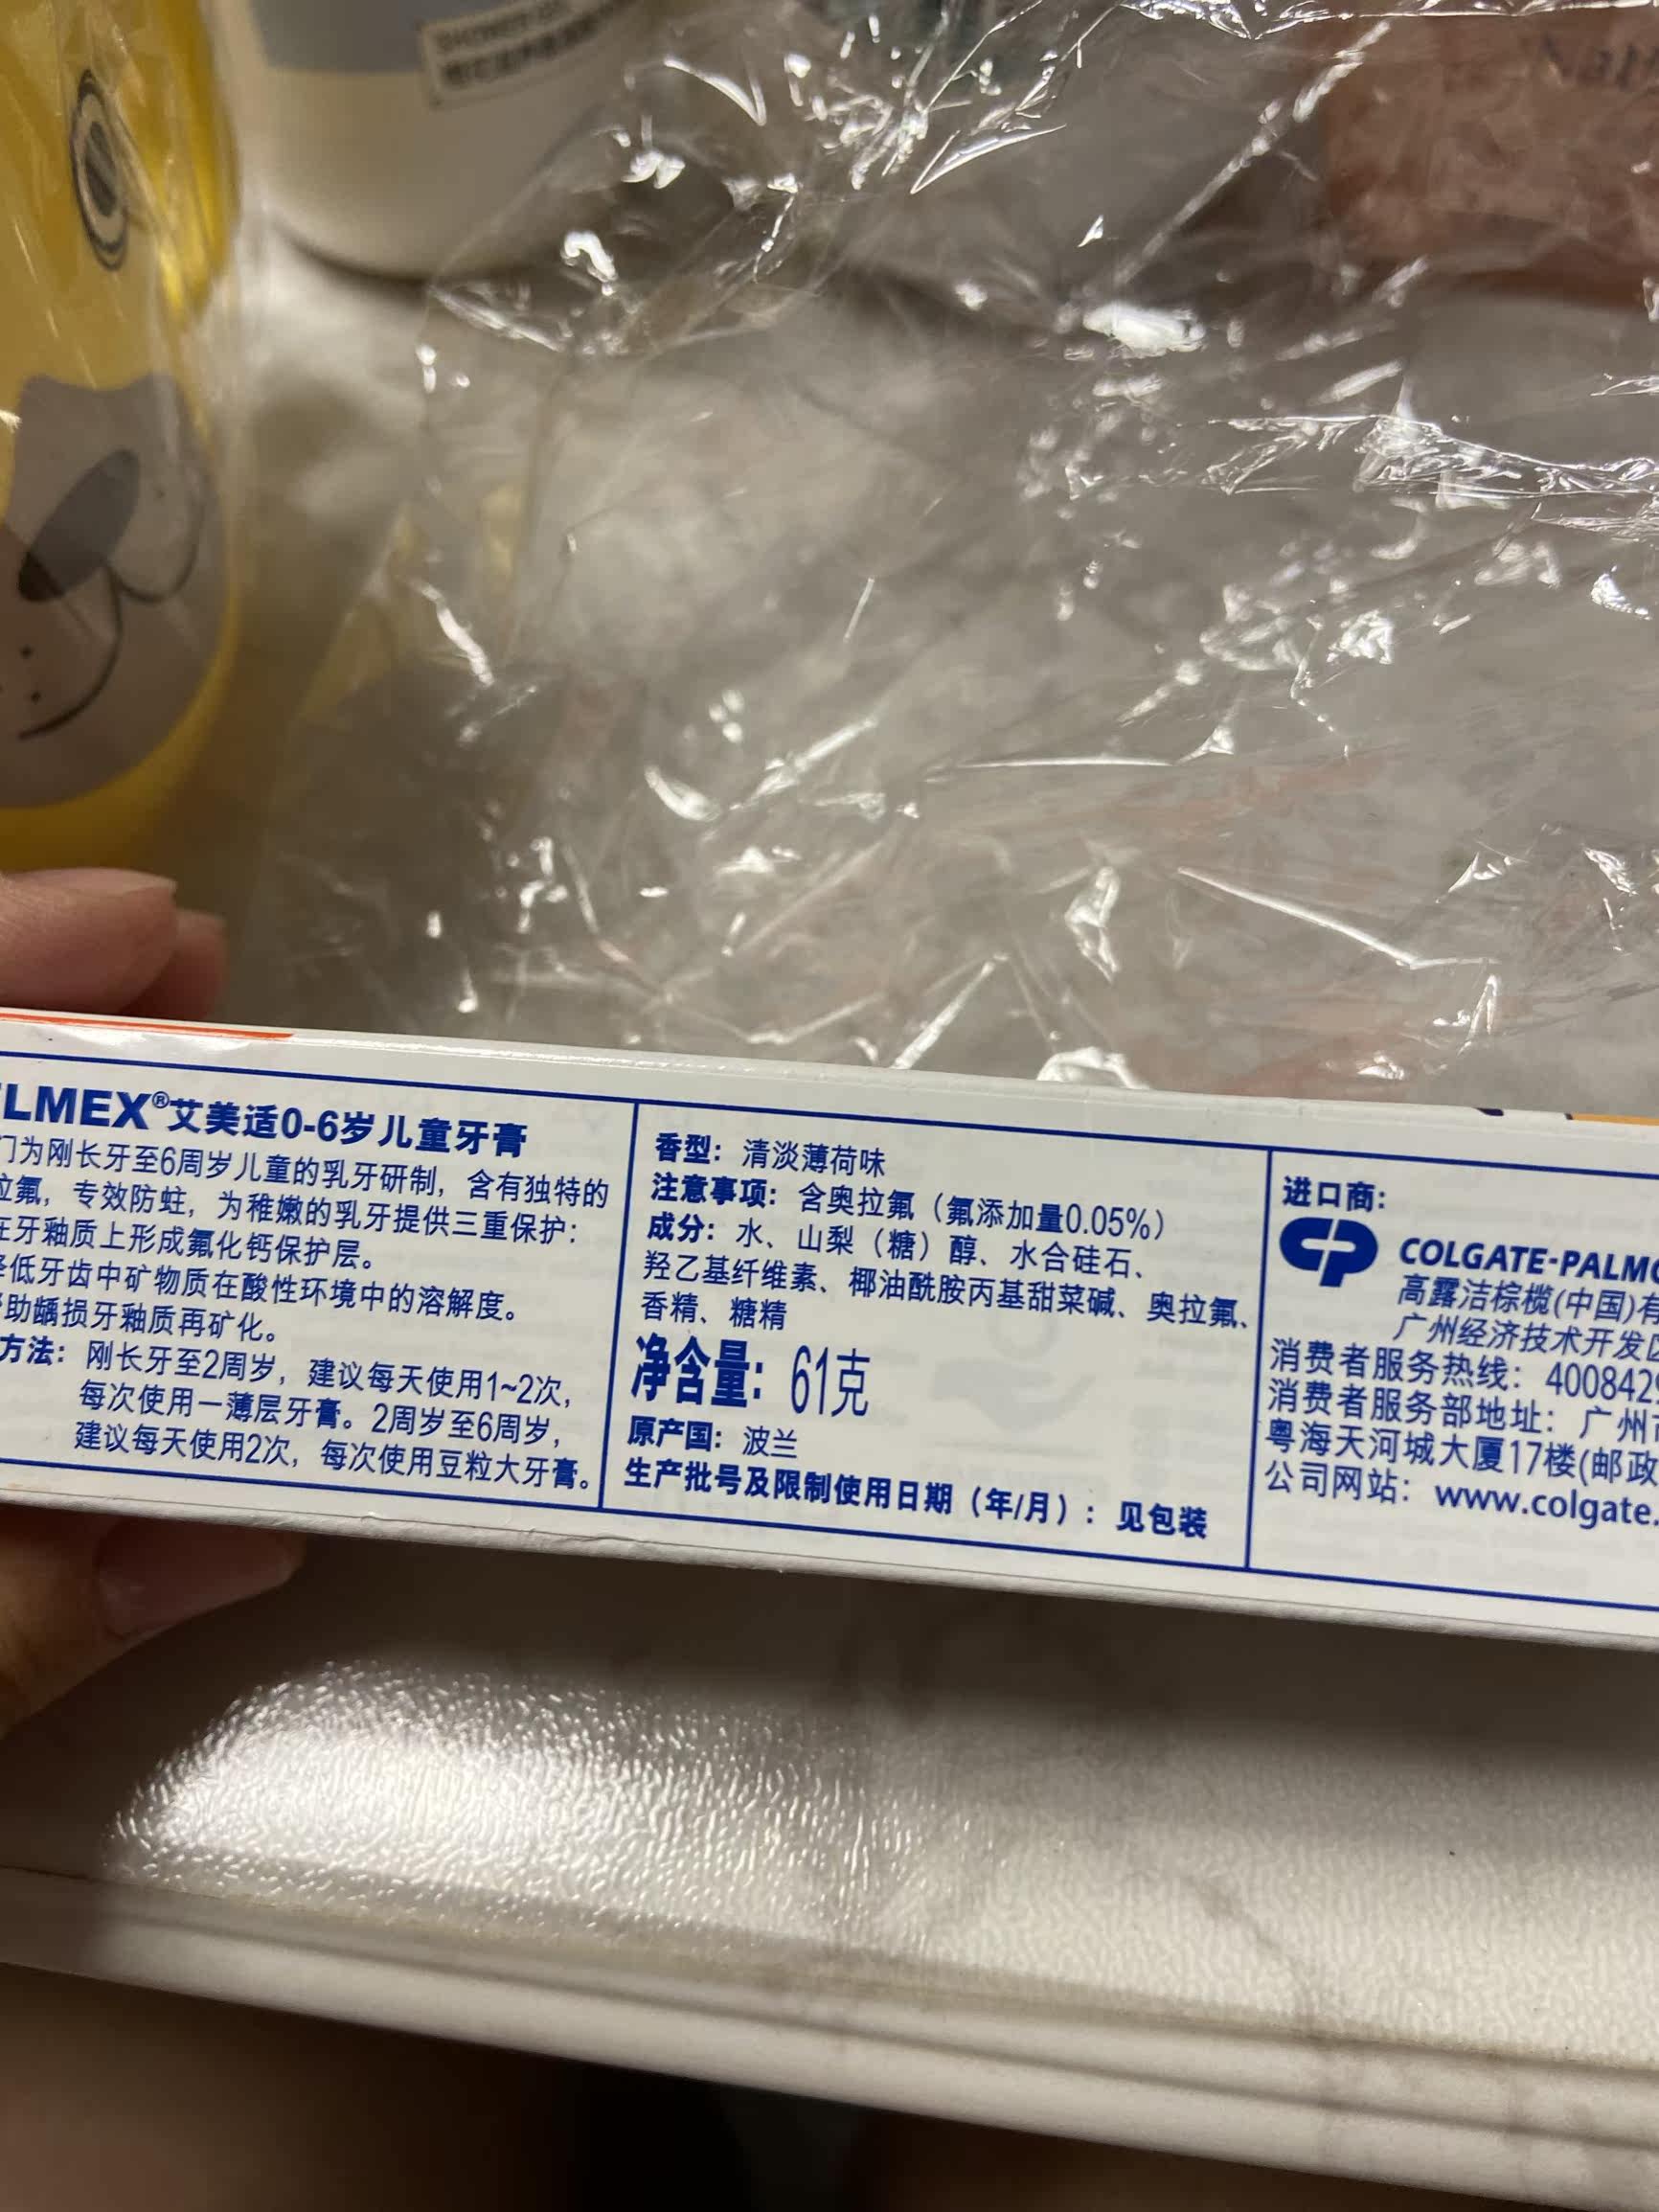 LMEX®艾美适0-6岁儿童牙膏
为刚长牙至6周岁儿童的乳牙研制，含有独特的
拉氟，专效防蛀，为稚嫩的乳牙提供三重保护：
在牙釉质上形成氟化钙保护层。
降低牙齿中矿物质在酸性环境中的溶解度。
助龋损牙釉质再矿化。
方法：刚长牙至2周岁，建议每天使用1~2次，
每次使用一薄层牙膏。2周岁至6周岁，
建议每天使用2次，每次使用豆粒大牙膏。
香型：清淡薄荷味
注意事项：含奥拉氟（氟添加量0.05%）
成分：水、山梨（糖）醇、水合硅石、
羟乙基纤维素、椰油酰胺丙基甜菜碱、奥拉氟、
香精、糖精
净含量：61克
原产国：波兰
生产批号及限制使用日期（年/月）：见包装
进口商：
COLGATE-PALMO
高露洁棕榄(中国)有
广州经济技术开发区
消费者服务热线：400842
消费者服务部地址：广州
粤海天河城大厦17楼(邮政
公司网站：www.colgate.